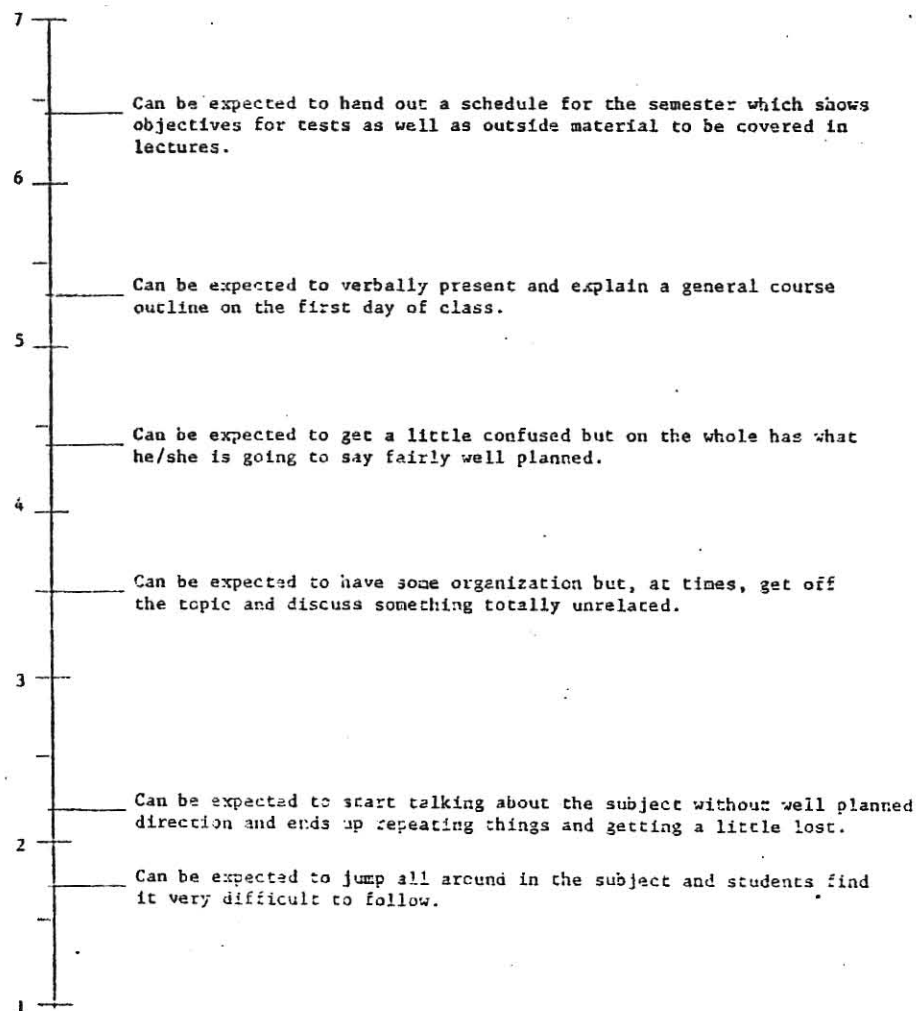 7
Can be expected to hand out a schedule for the semester which shows
objectives for tests as well as outside material to be covered in
lectures.
6
Can be expected to verbally present and explain a general course
outline on the first day of class.
5
Can be expected to get a little confused but on the whole has what
he/she is going to say fairly well planned.
4
Can be expected to have some organization but, at times, get off
the topic and discuss something totally unrelated.
3
Can be expected to start talking about the subject without well planned
direction and ends up repeating things and getting a little lost.
2
Can be expected to jump all around in the subject and students find
it very difficult to follow.
1